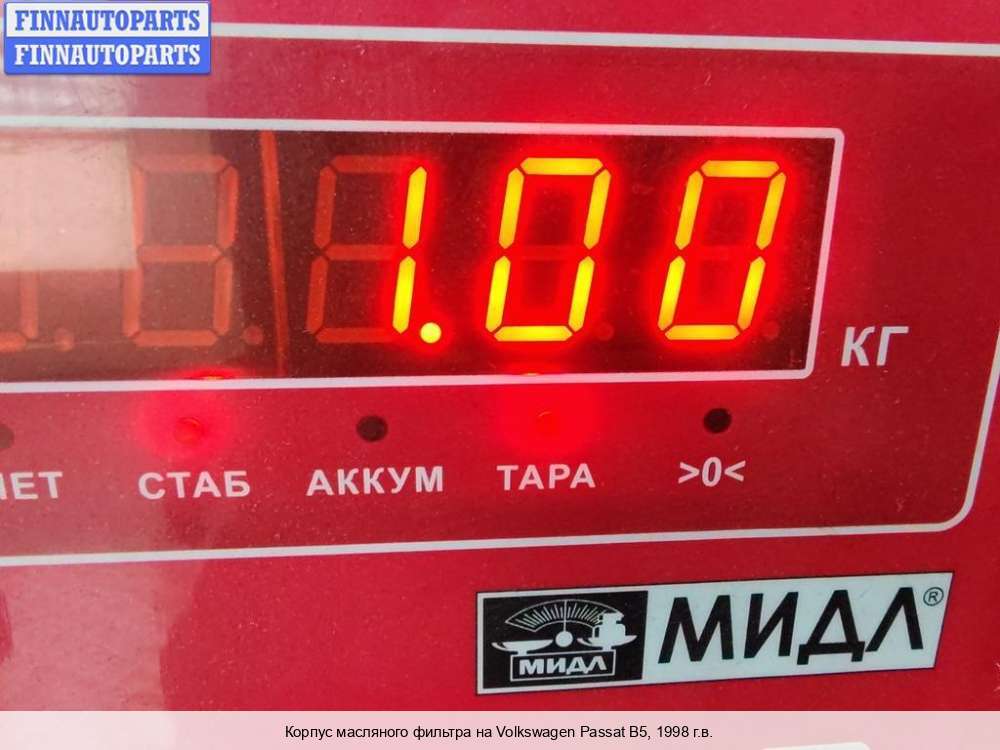 FINNAUTOPARTS
FINNAUTOPARTS
1.00
КГ
СТАБ АККУМ ТАРА >0<
МИДЛ МИДЛ®
Корпус масляного фильтра на Volkswagen Passat B5, 1998 г.в.